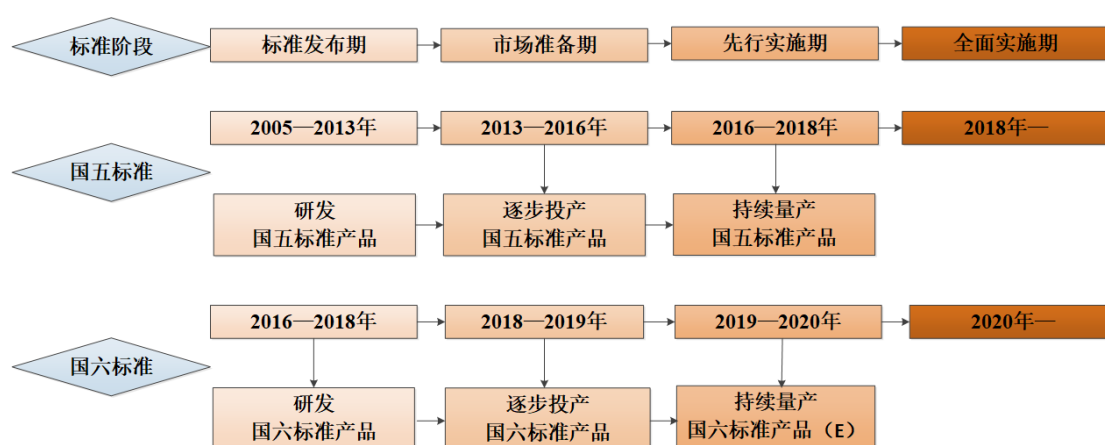 标准阶段
标准发布期
市场准备期
先行实施期
全面实施期
2005—2013年
2013—2016年
2016—2018年
2018年—
国五标准
研发
国五标准产品
逐步投产
国五标准产品
持续量产
国五标准产品
2016—2018年
2018—2019年
2019—2020年
2020年—
国六标准
研发
国六标准产品
逐步投产
国六标准产品
持续量产
国六标准产品（E）